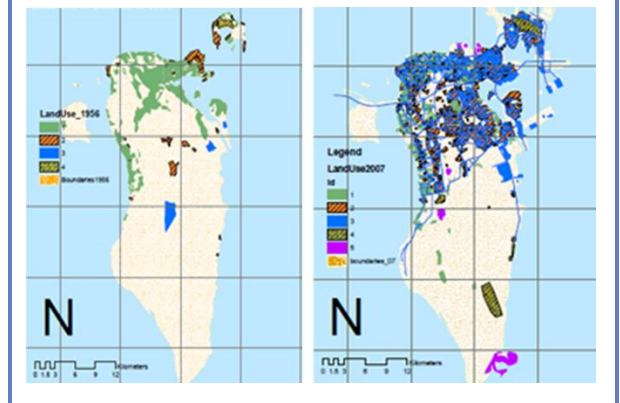 LandUse_1956
2
3
4
Boundaries1956
N
Kilometers
0 1.5 3 6 9 12
Legend
LandUse2007
Id
1
2
3
4
5
boundaries_07
N
Kilometers
0 1.5 3 6 9 12